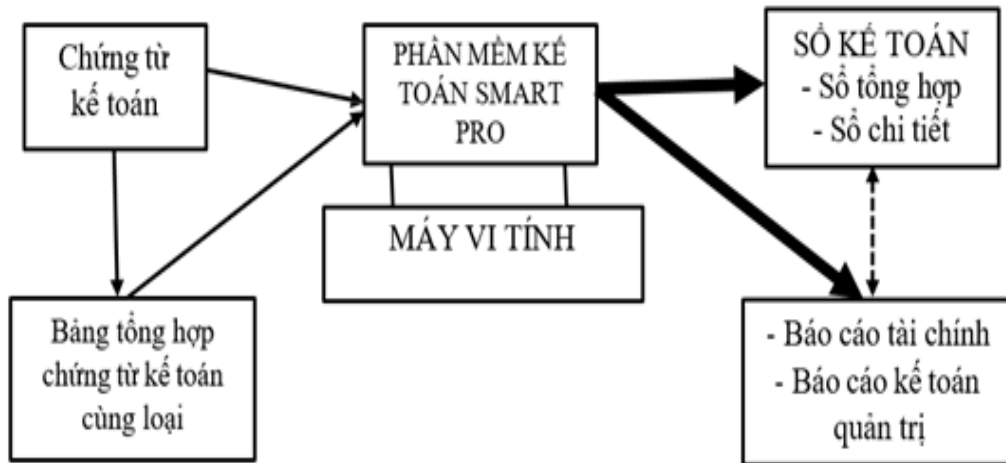 Chứng từ
kế toán
PHẦN MỀM KẾ
TOÁN SMART
PRO
SỔ KẾ TOÁN
- Sổ tổng hợp
- Sổ chi tiết
MÁY VI TÍNH
Bảng tổng hợp
chứng từ kế toán
cùng loại
- Báo cáo tài chính
- Báo cáo kế toán
quản trị